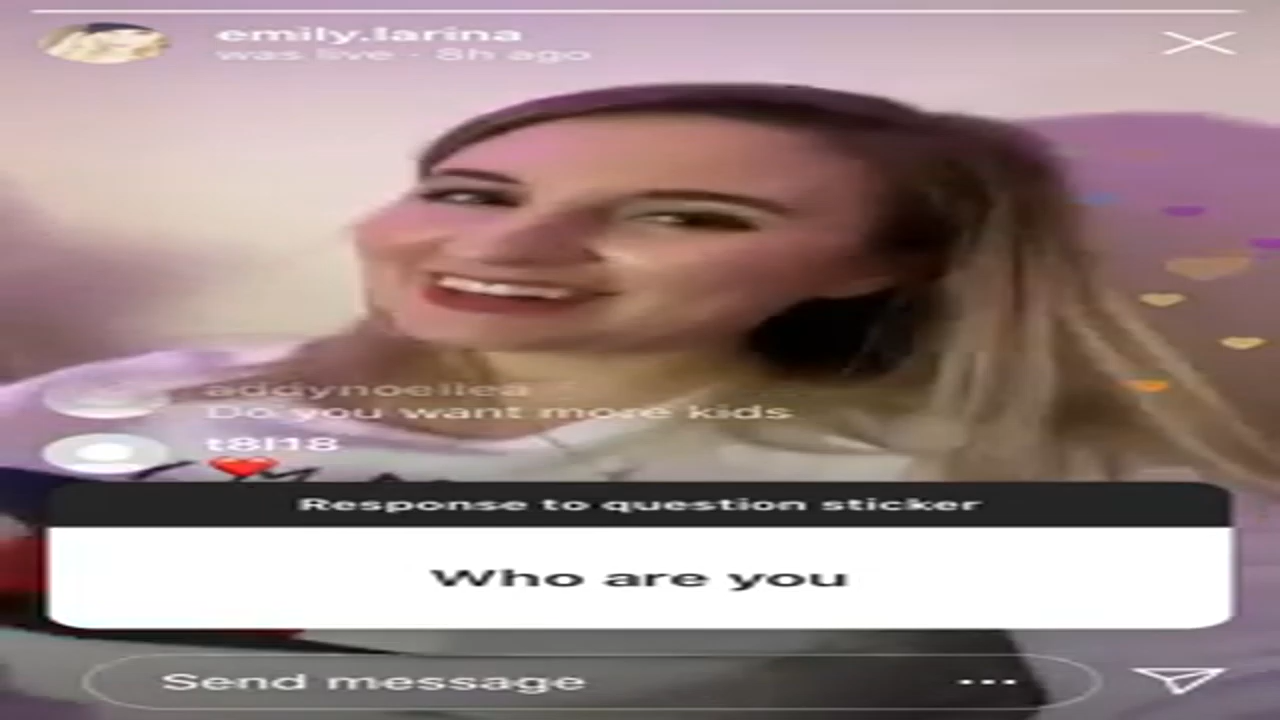 emily.larina
was live · 8h ago
addynoellea
Do you want more kids
t8l18
❤️
Response to question sticker
Who are you
Send message